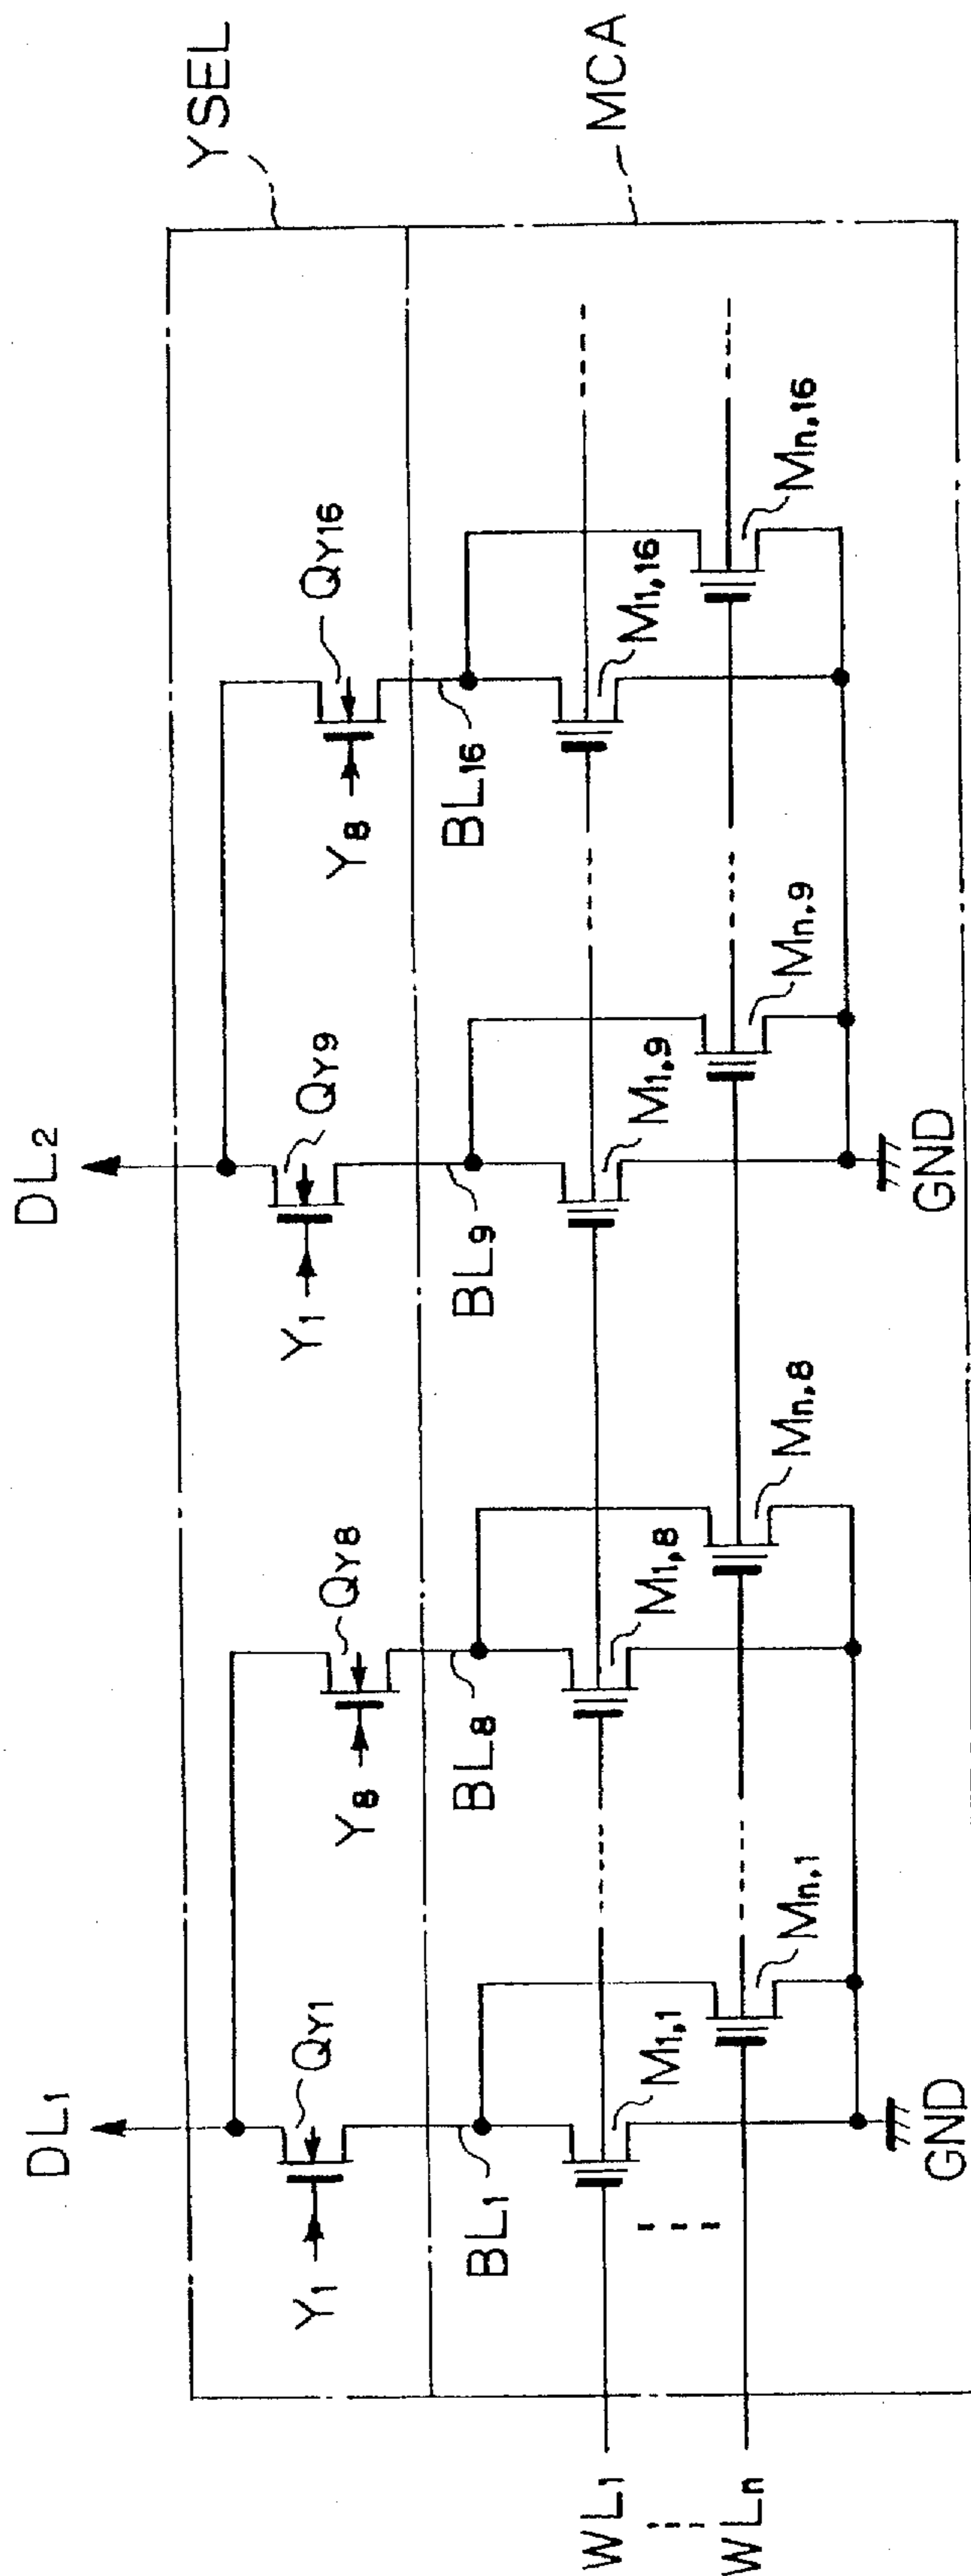 DL1
DL2
YSEL
QY1
QY8
QY9
QY16
Y1
Y8
Y1
Y8
BL1
BL8
BL9
BL16
MCA
WL1
M1,1
M1,8
M1,9
M1,16
WLn
Mn,1
Mn,8
Mn,9
Mn,16
GND
GND